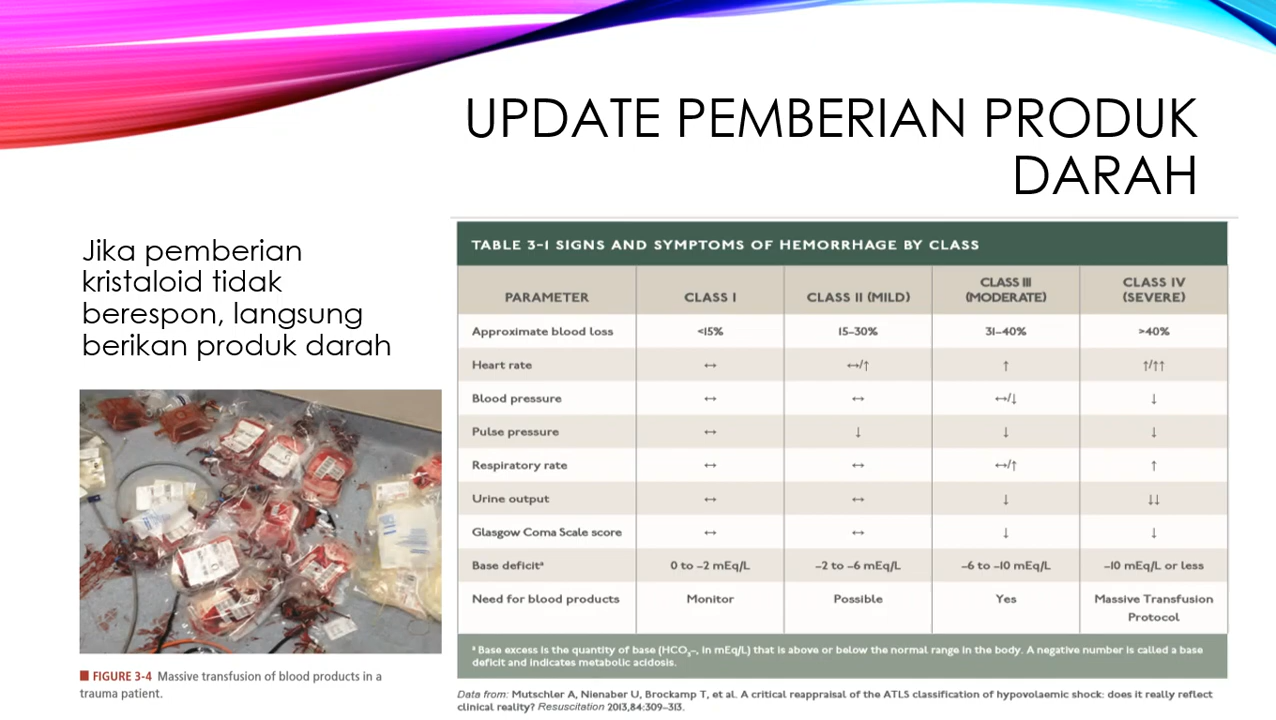 UPDATE PEMBERIAN PRODUK
DARAH
Jika pemberian
kristaloid tidak
berespon, langsung
berikan produk darah
FIGURE 3-4 Massive transfusion of blood products in a
trauma patient.
TABLE 3-1 SIGNS AND SYMPTOMS OF HEMORRHAGE BY CLASS
PARAMETER CLASS I CLASS II (MILD) CLASS III (MODERATE) CLASS IV (SEVERE)
Approximate blood loss <15% 15–30% 31–40% >40%
Heart rate ↔ ↔/↑ ↑ ↑/↑↑
Blood pressure ↔ ↔ ↔/↓ ↓
Pulse pressure ↔ ↓ ↓ ↓
Respiratory rate ↔ ↔ ↔/↑ ↑
Urine output ↔ ↔ ↓ ↓↓
Glasgow Coma Scale score ↔ ↔ ↓ ↓
Base deficitᵃ 0 to –2 mEq/L –2 to –6 mEq/L –6 to –10 mEq/L –10 mEq/L or less
Need for blood products Monitor Possible Yes Massive Transfusion Protocol
ᵃ Base excess is the quantity of base (HCO₃–, in mEq/L) that is above or below the normal range in the body. A negative number is called a base
deficit and indicates metabolic acidosis.
Data from: Mutschler A, Nienaber U, Brockamp T, et al. A critical reappraisal of the ATLS classification of hypovolaemic shock: does it really reflect
clinical reality? Resuscitation 2013,84:309–313.